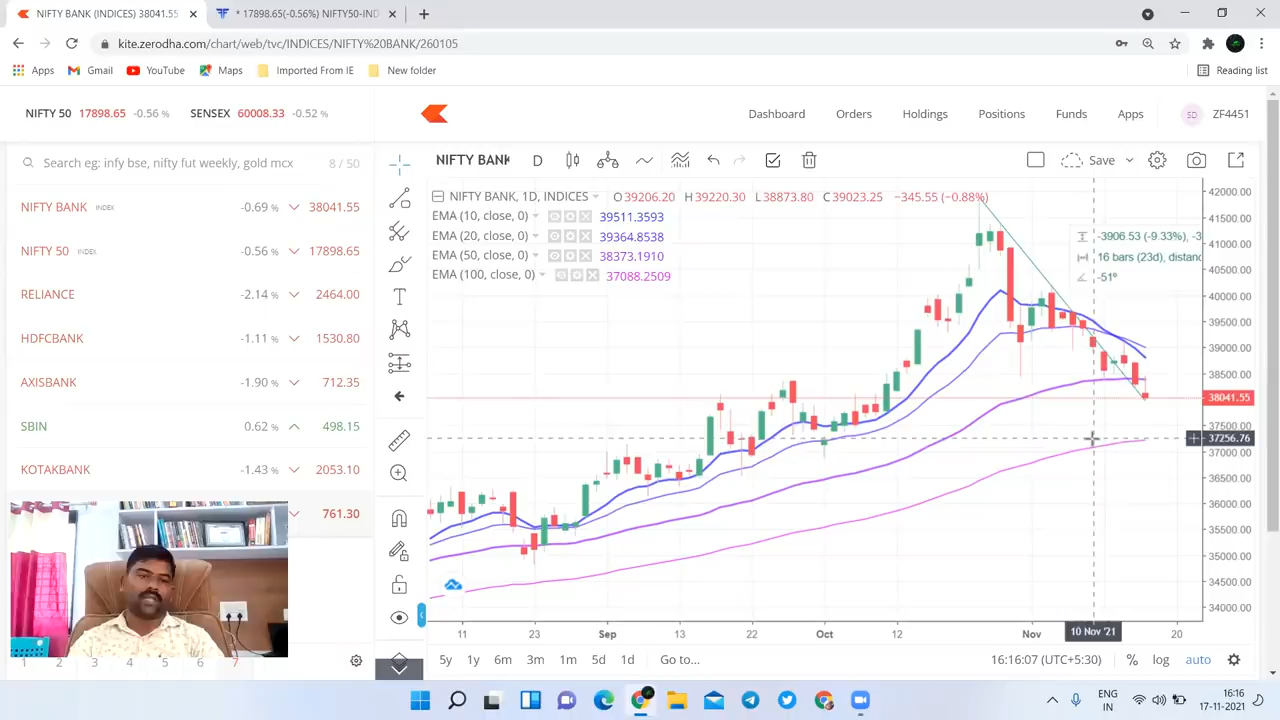 NIFTY BANK (INDICES) 38041.55
* 17898.65(-0.56%) NIFTY50-IND
kite.zerodha.com/chart/web/tvc/INDICES/NIFTY%20BANK/260105
Apps
Gmail
YouTube
Maps
Imported From IE
New folder
Reading list
NIFTY 50 17898.65 -0.56 %
SENSEX 60008.33 -0.52 %
Dashboard
Orders
Holdings
Positions
Funds
Apps
SD
ZF4451
Search eg: infy bse, nifty fut weekly, gold mcx
8 / 50
NIFTY BANK INDEX -0.69 % 38041.55
NIFTY 50 INDEX -0.56 % 17898.65
RELIANCE -2.14 % 2464.00
HDFCBANK -1.11 % 1530.80
AXISBANK -1.90 % 712.35
SBIN 0.62 % 498.15
KOTAKBANK -1.43 % 2053.10
761.30
1 2 3 4 5 6 7
NIFTY BANK
D
Save
NIFTY BANK, 1D, INDICES O39206.20 H39220.30 L38873.80 C39023.25 −345.55 (−0.88%)
EMA (10, close, 0) 39511.3593
EMA (20, close, 0) 39364.8538
EMA (50, close, 0) 38373.1910
EMA (100, close, 0) 37088.2509
-3906.53 (-9.33%), -3
16 bars (23d), distanc
-51°
42000.00
41500.00
41000.00
40500.00
40000.00
39500.00
39000.00
38500.00
38041.55
37256.76
37000.00
36500.00
36000.00
35500.00
35000.00
34500.00
34000.00
11 23 Sep 13 22 Oct 12 Nov 10 Nov '21 20
5y 1y 6m 3m 1m 5d 1d Go to...
16:16:07 (UTC+5:30) % log auto
ENG
IN
16:16
17-11-2021